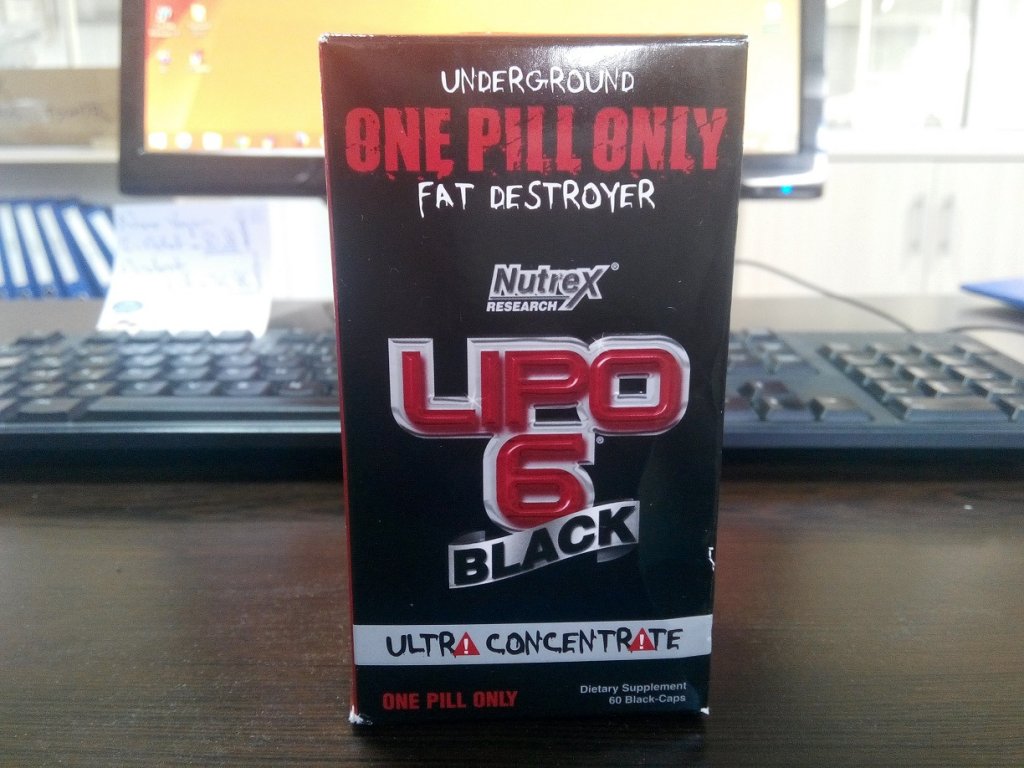 UNDERGROUND
ONE PILL ONLY
FAT DESTROYER
Nutrex®
RESEARCH
LIPO
6®
BLACK
ULTRA CONCENTRATE
ONE PILL ONLY
Dietary Supplement
60 Black-Caps